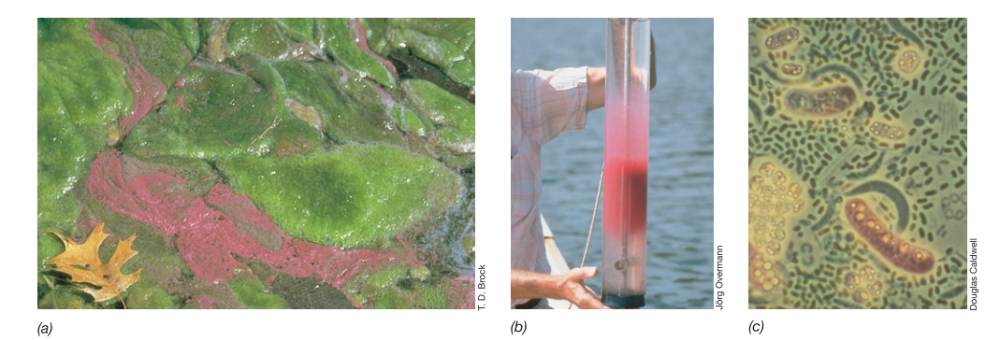 T. D. Brock
Jörg Overmann
Douglas Caldwell
(a)
(b)
(c)